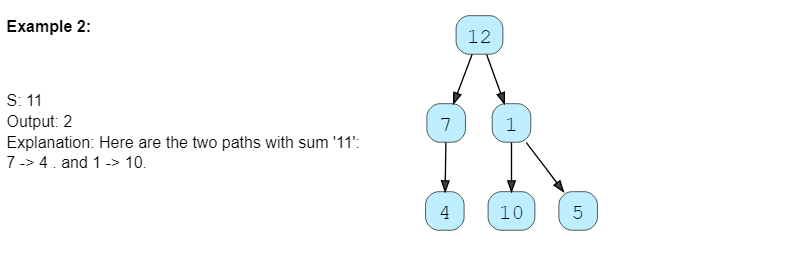 Example 2:
12
S: 11
Output: 2
Explanation: Here are the two paths with sum '11':
7 -> 4 . and 1 -> 10.
7 1
4 10 5